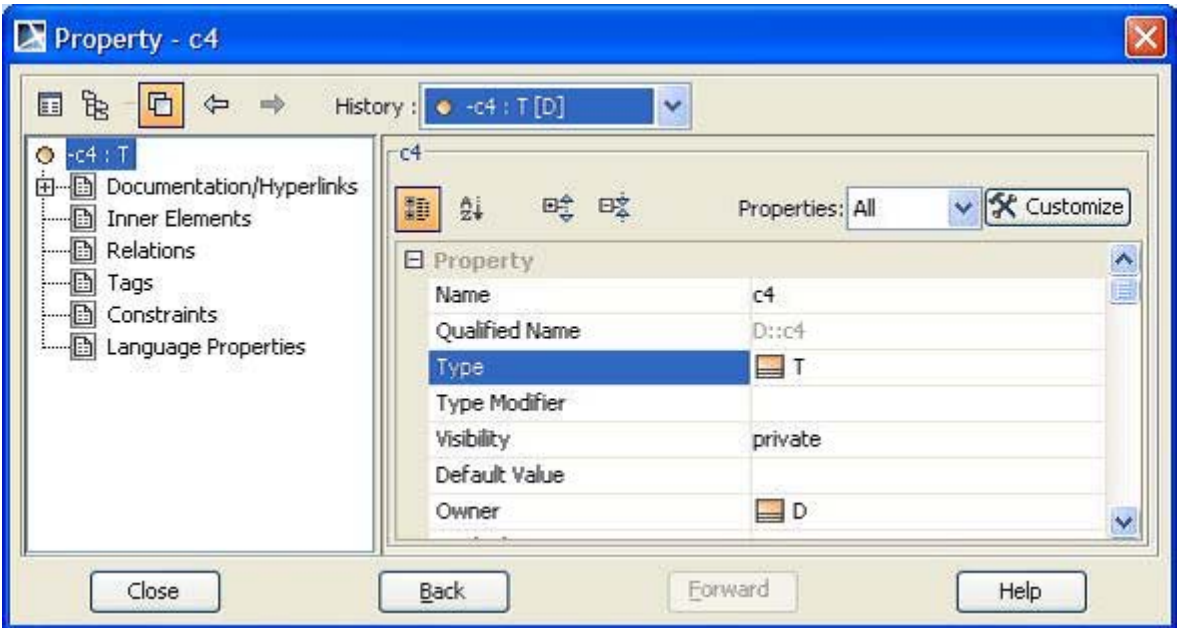 Property - c4
History : -c4 : T [D]
-c4 : T
Documentation/Hyperlinks
Inner Elements
Relations
Tags
Constraints
Language Properties
c4
Properties: All Customize
Property
Name c4
Qualified Name D::c4
Type T
Type Modifier
Visibility private
Default Value
Owner D
Close Back Forward Help